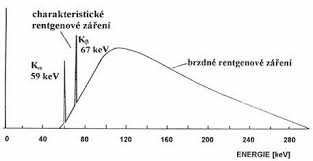 charakteristické
rentgenové záření
Kβ
67 keV
Kα
59 keV
brzdné rentgenové záření
0 40 80 120 160 200 240 280 300
ENERGIE [keV]